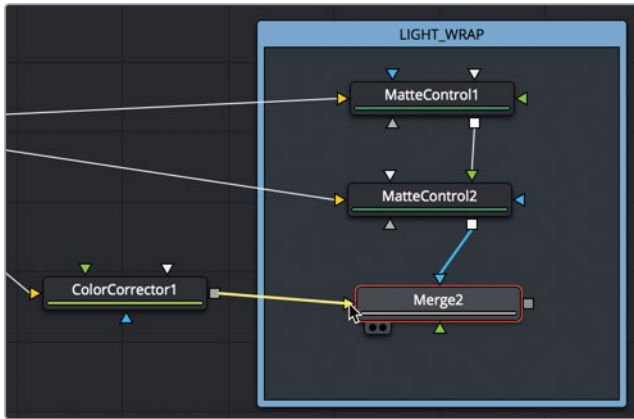 LIGHT_WRAP
MatteControl1
MatteControl2
ColorCorrector1
Merge2